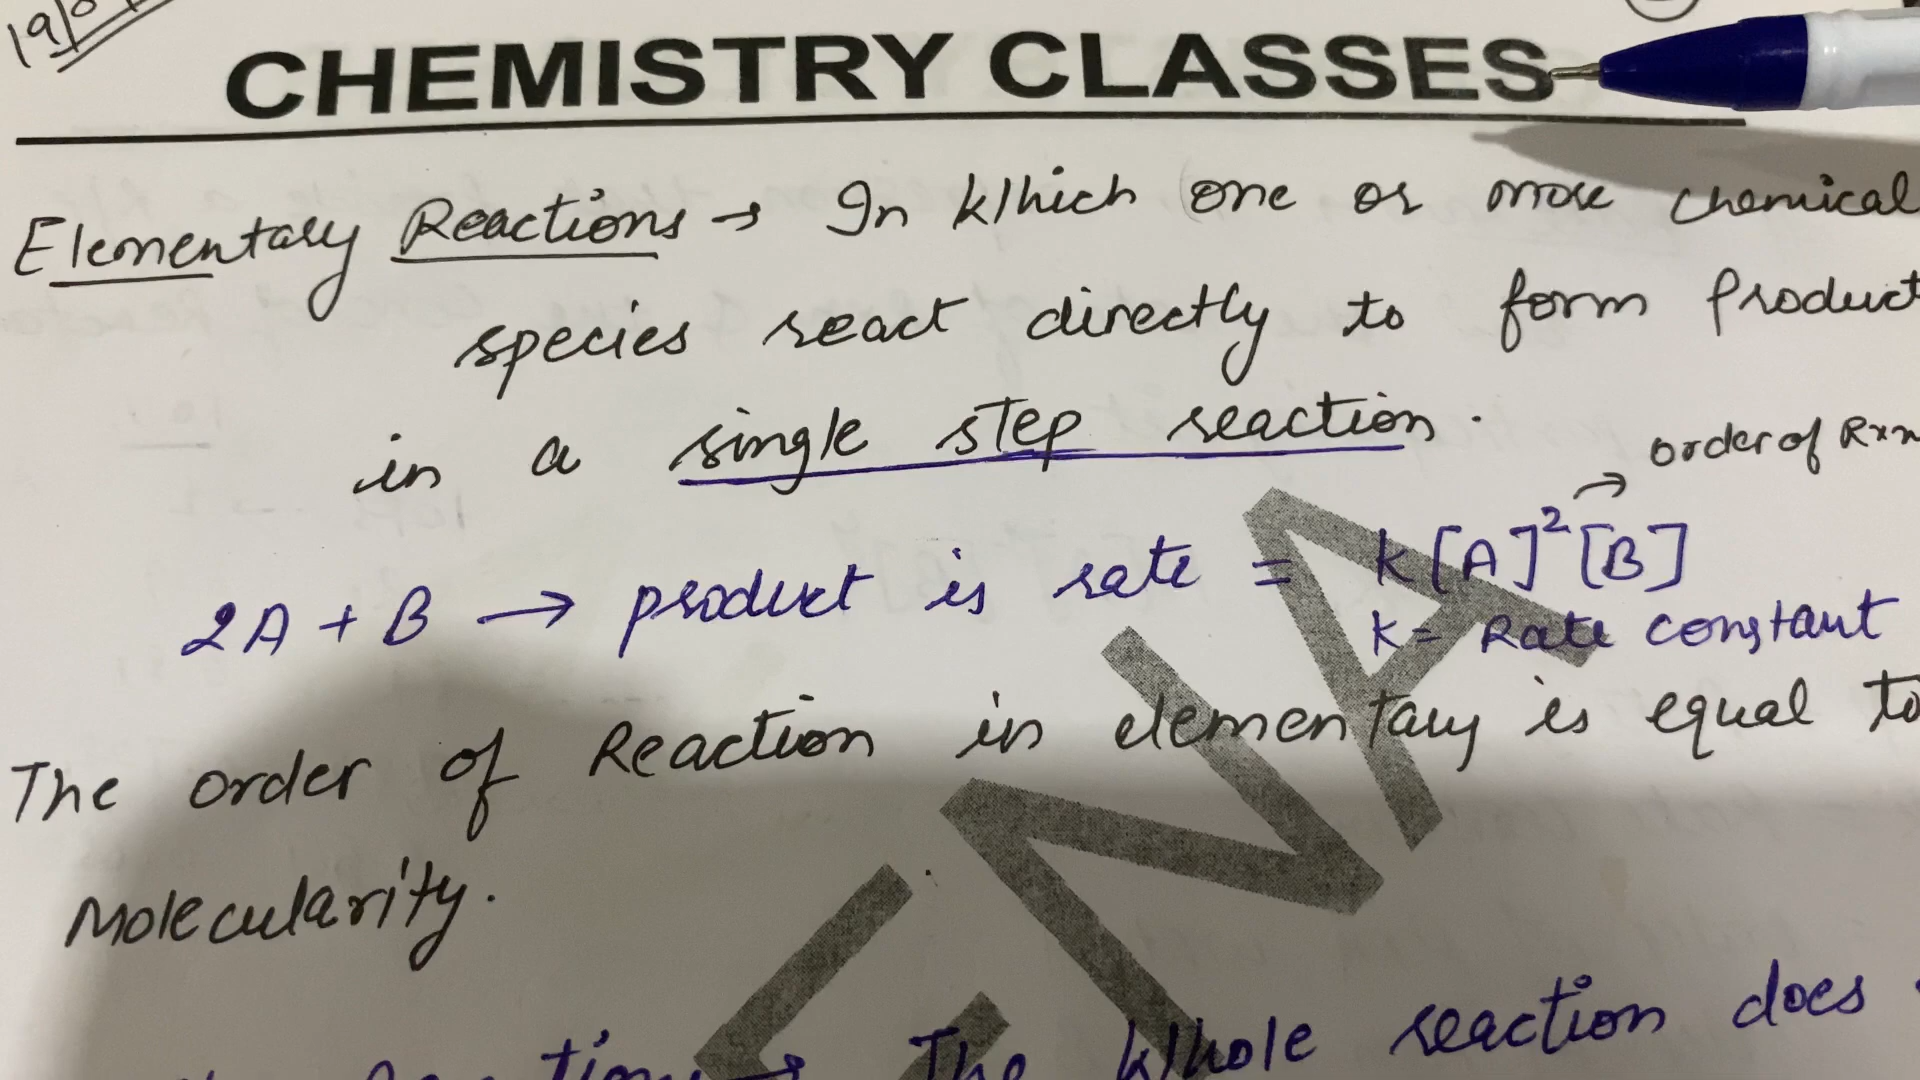 CHEMISTRY CLASSES
Elementary Reactions → In Which one or more chemical
species react directly to form Product
in a single step reaction.
order of Rxn
2A + B → product is rate = k[A]²[B]
k = Rate constant
The order of Reaction in elementary is equal to
Molecularity.
→ The Whole reaction does
ENA